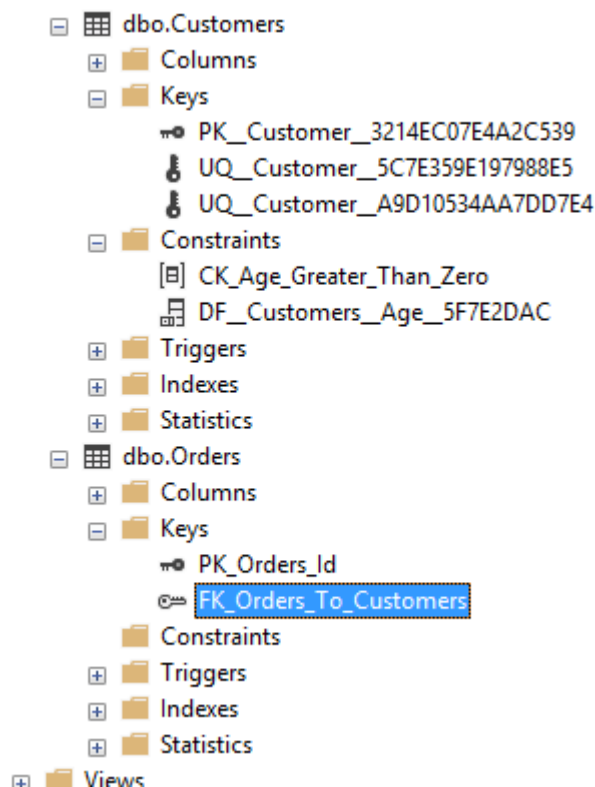 dbo.Customers
Columns
Keys
PK__Customer__3214EC07E4A2C539
UQ__Customer__5C7E359E197988E5
UQ__Customer__A9D10534AA7DD7E4
Constraints
CK_Age_Greater_Than_Zero
DF__Customers__Age__5F7E2DAC
Triggers
Indexes
Statistics
dbo.Orders
Columns
Keys
PK_Orders_Id
FK_Orders_To_Customers
Constraints
Triggers
Indexes
Statistics
Views